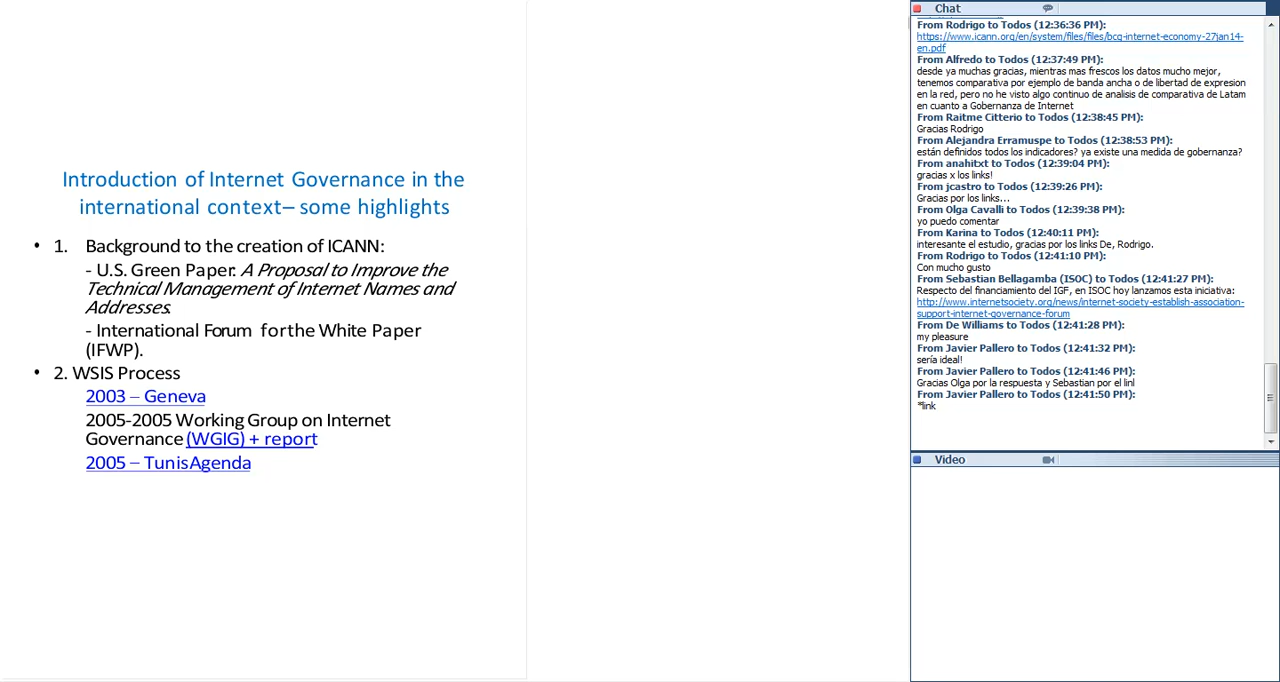 Introduction of Internet Governance in the
international context– some highlights
• 1. Background to the creation of ICANN:
- U.S. Green Paper: A Proposal to Improve the
Technical Management of Internet Names and
Addresses.
- International Forum for the White Paper
(IFWP).
• 2. WSIS Process
2003 – Geneva
2005-2005 Working Group on Internet
Governance (WGIG) + report
2005 – Tunis Agenda
Chat
From Rodrigo to Todos (12:36:36 PM):
https://www.icann.org/en/system/files/files/bcg-internet-economy-27jan14-
en.pdf
From Alfredo to Todos (12:37:49 PM):
desde ya muchas gracias, mientras mas frescos los datos mucho mejor,
tenemos comparativa por ejemplo de banda ancha o de libertad de expresion
en la red, pero no he visto algo continuo de analisis de comparativa de Latam
en cuanto a Gobernanza de Internet
From Raitme Citterio to Todos (12:38:45 PM):
Gracias Rodrigo
From Alejandra Erramuspe to Todos (12:38:53 PM):
están definidos todos los indicadores? ya existe una medida de gobernanza?
From anahitxt to Todos (12:39:04 PM):
gracias x los links!
From jcastro to Todos (12:39:26 PM):
Gracias por los links...
From Olga Cavalli to Todos (12:39:38 PM):
yo puedo comentar
From Karina to Todos (12:40:11 PM):
interesante el estudio, gracias por los links De, Rodrigo.
From Rodrigo to Todos (12:41:10 PM):
Con mucho gusto
From Sebastian Bellagamba (ISOC) to Todos (12:41:27 PM):
Respecto del financiamiento del IGF, en ISOC hoy lanzamos esta iniciativa:
http://www.internetsociety.org/news/internet-society-establish-association-
support-internet-governance-forum
From De Williams to Todos (12:41:28 PM):
my pleasure
From Javier Pallero to Todos (12:41:32 PM):
sería ideal!
From Javier Pallero to Todos (12:41:46 PM):
Gracias Olga por la respuesta y Sebastian por el linl
From Javier Pallero to Todos (12:41:50 PM):
*link
Video